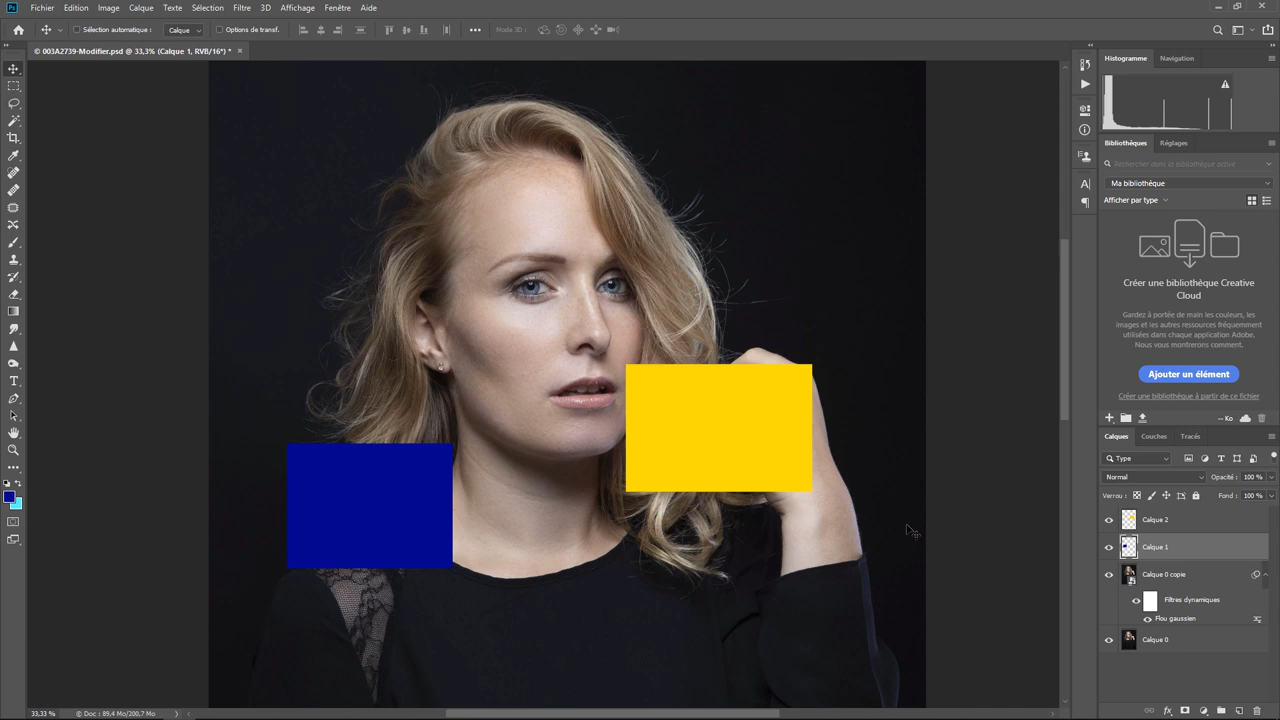 Ps Fichier Edition Image Calque Texte Sélection Filtre 3D Affichage Fenêtre Aide
Sélection automatique : Calque Options de transf. Mode 3D :
© 003A2739-Modifier.psd @ 33,3% (Calque 1, RVB/16*) *
Histogramme Navigation
Bibliothèques Réglages
Rechercher dans la bibliothèque active
Ma bibliothèque
Afficher par type
Créer une bibliothèque Creative
Cloud
Gardez à portée de main les couleurs, les
images et les autres ressources fréquemment
utilisées dans chaque application Adobe.
Nous vous montrerons comment.
Ajouter un élément
Créer une bibliothèque à partir de ce fichier
-- Ko
Calques Couches Tracés
Type
Normal Opacité : 100 %
Verrou : Fond : 100 %
Calque 2
Calque 1
Calque 0 copie
Filtres dynamiques
Flou gaussien
Calque 0
33,33 % Doc : 89,4 Mo/200,7 Mo